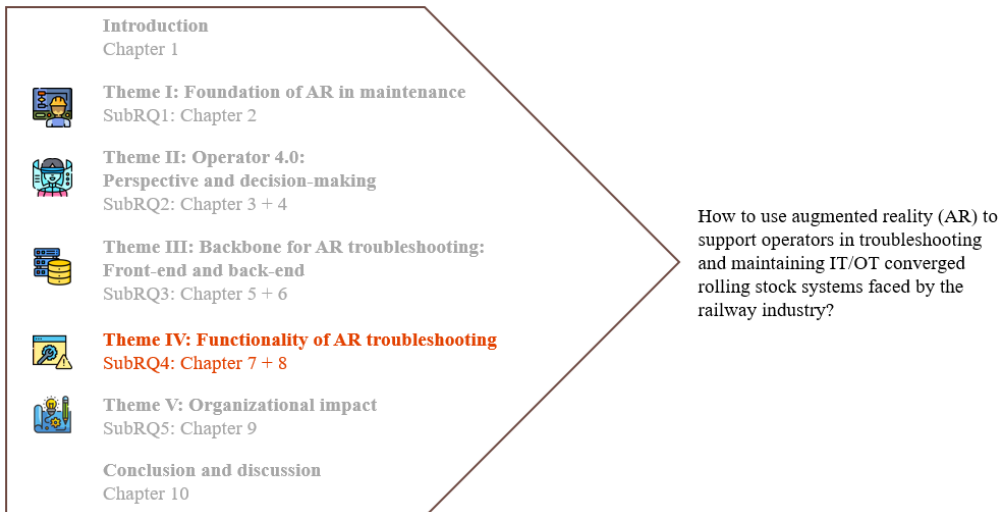 Introduction
Chapter 1
Theme I: Foundation of AR in maintenance
SubRQ1: Chapter 2
Theme II: Operator 4.0:
Perspective and decision-making
SubRQ2: Chapter 3 + 4
Theme III: Backbone for AR troubleshooting:
Front-end and back-end
SubRQ3: Chapter 5 + 6
Theme IV: Functionality of AR troubleshooting
SubRQ4: Chapter 7 + 8
Theme V: Organizational impact
SubRQ5: Chapter 9
Conclusion and discussion
Chapter 10
How to use augmented reality (AR) to
support operators in troubleshooting
and maintaining IT/OT converged
rolling stock systems faced by the
railway industry?